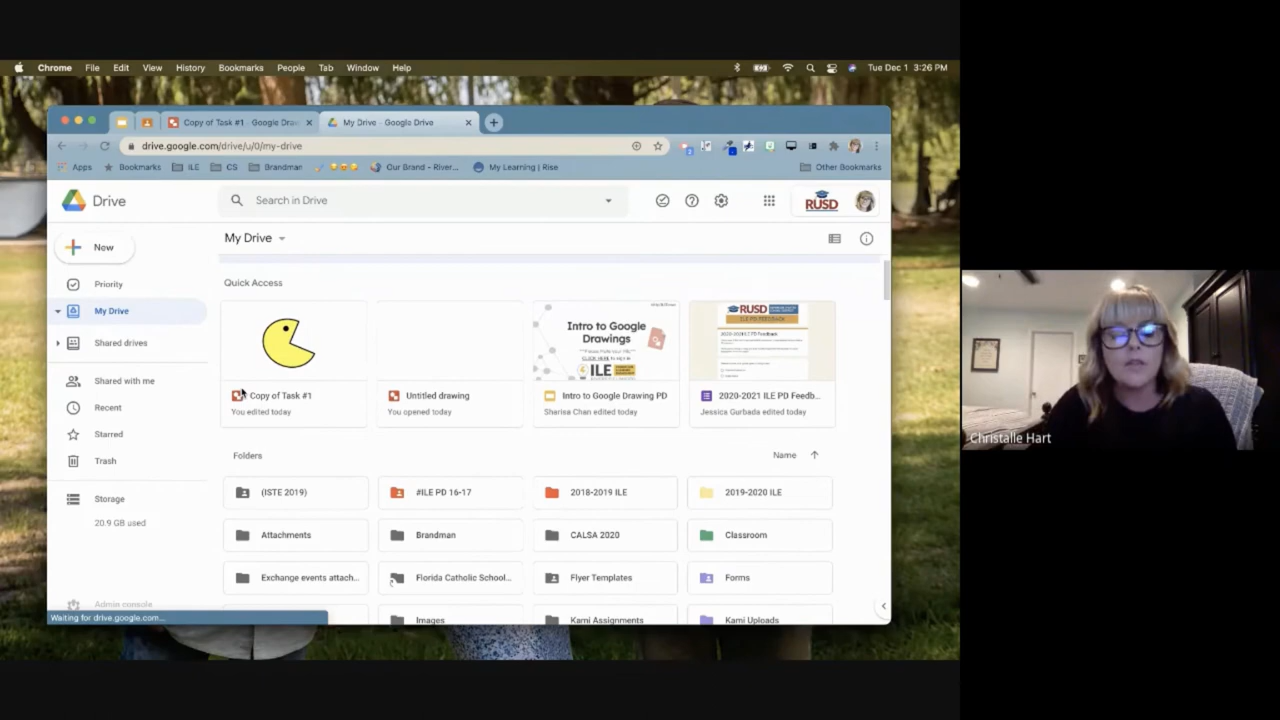 Chrome File Edit View History Bookmarks People Tab Window Help Tue Dec 1 3:26 PM
Copy of Task #1 - Google Draw
My Drive - Google Drive
drive.google.com/drive/u/0/my-drive
Apps Bookmarks ILE CS Brandman Our Brand - River... My Learning | Rise Other Bookmarks
Drive
Search in Drive
RUSD
New
My Drive
Priority
My Drive
Shared drives
Shared with me
Recent
Starred
Trash
Storage
20.9 GB used
Admin console
Quick Access
Copy of Task #1
You edited today
Untitled drawing
You opened today
Intro to Google
Drawings
ILE
Intro to Google Drawing PD
Sharisa Chan edited today
RUSD
2020-2021 ILE PD Feedb...
Jessica Gurbada edited today
Folders
Name
(ISTE 2019) #ILE PD 16-17 2018-2019 ILE 2019-2020 ILE
Attachments Brandman CALSA 2020 Classroom
Exchange events attach... Florida Catholic School... Flyer Templates Forms
Images Kami Assignments Kami Uploads
Waiting for drive.google.com...
Christalle Hart